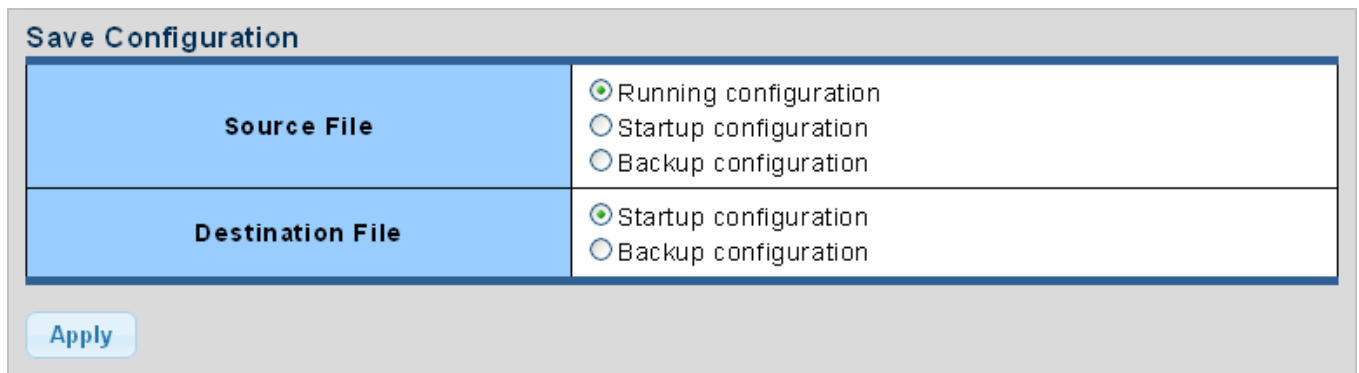 Save Configuration
Source File
Running configuration
Startup configuration
Backup configuration
Destination File
Startup configuration
Backup configuration
Apply